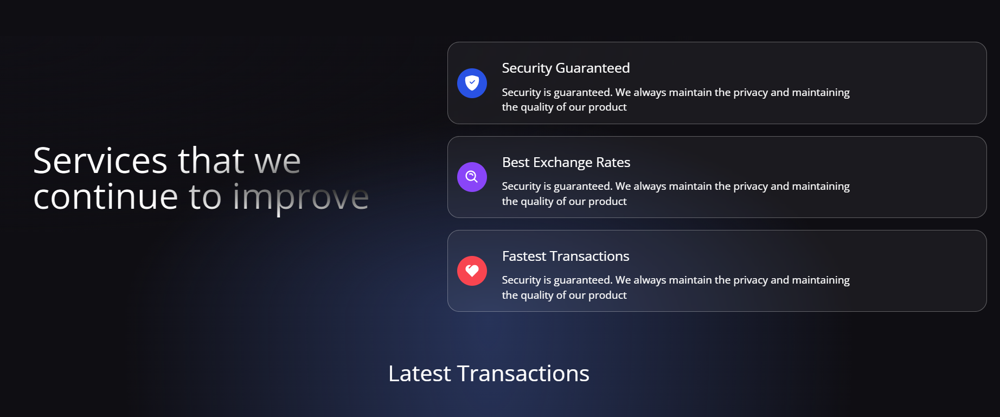 Services that we
continue to improve
Security Guaranteed
Security is guaranteed. We always maintain the privacy and maintaining
the quality of our product
Best Exchange Rates
Security is guaranteed. We always maintain the privacy and maintaining
the quality of our product
Fastest Transactions
Security is guaranteed. We always maintain the privacy and maintaining
the quality of our product
Latest Transactions